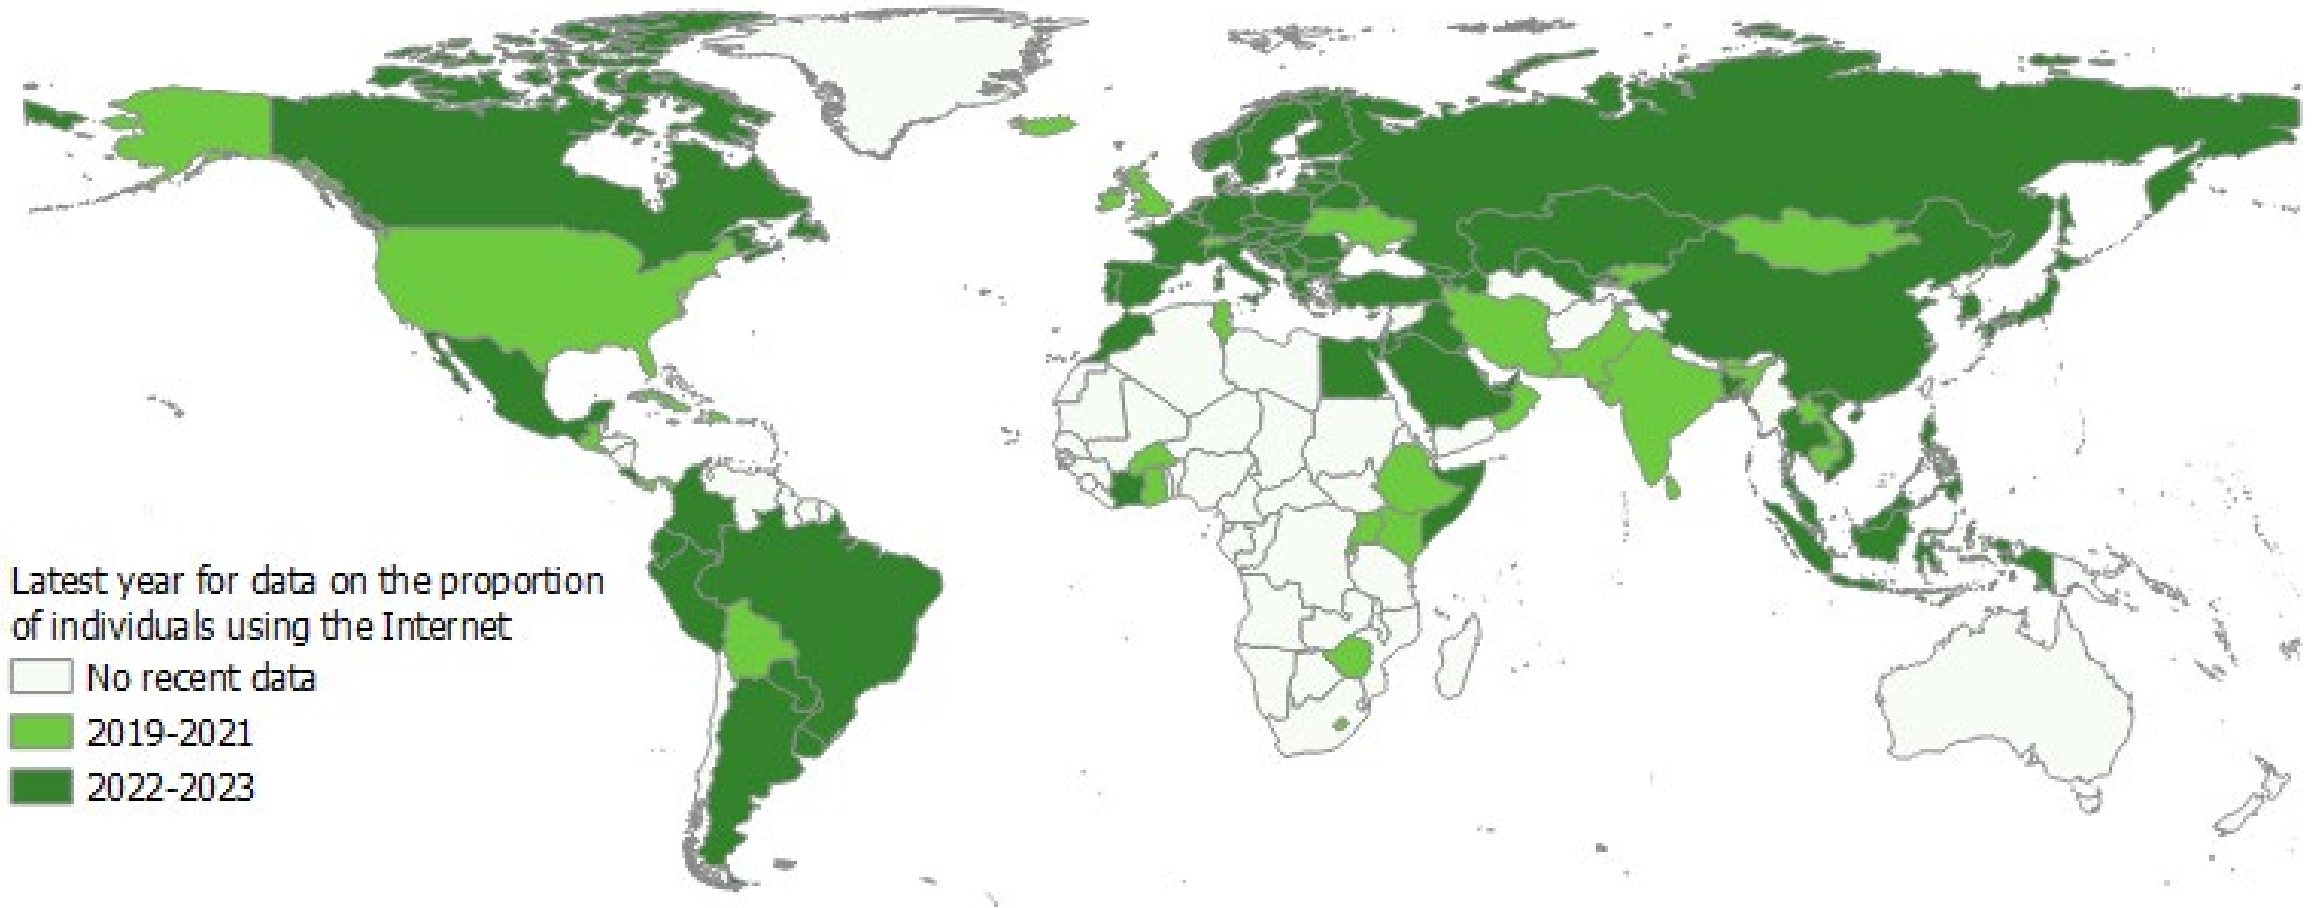 Latest year for data on the proportion
of individuals using the Internet
No recent data
2019-2021
2022-2023